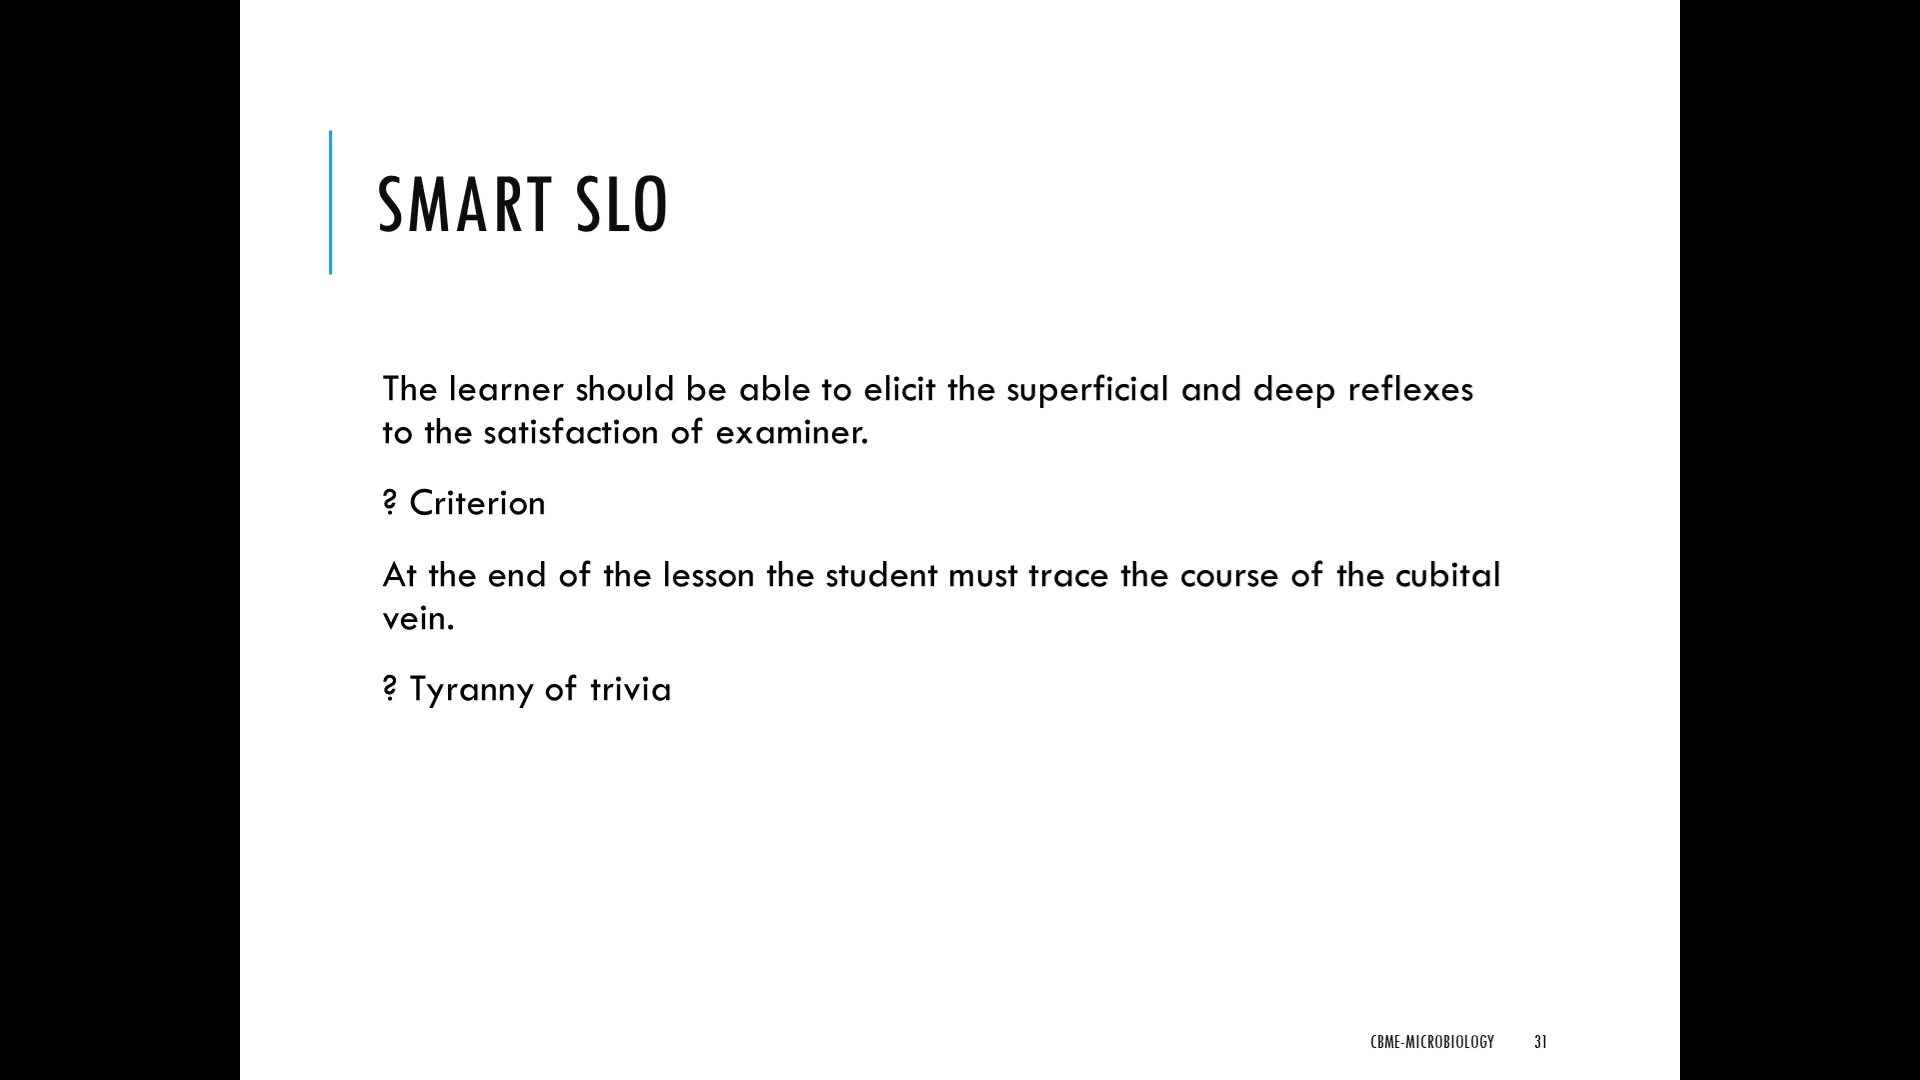 SMART SLO
The learner should be able to elicit the superficial and deep reflexes
to the satisfaction of examiner.
? Criterion
At the end of the lesson the student must trace the course of the cubital
vein.
? Tyranny of trivia
CBME-MICROBIOLOGY 31